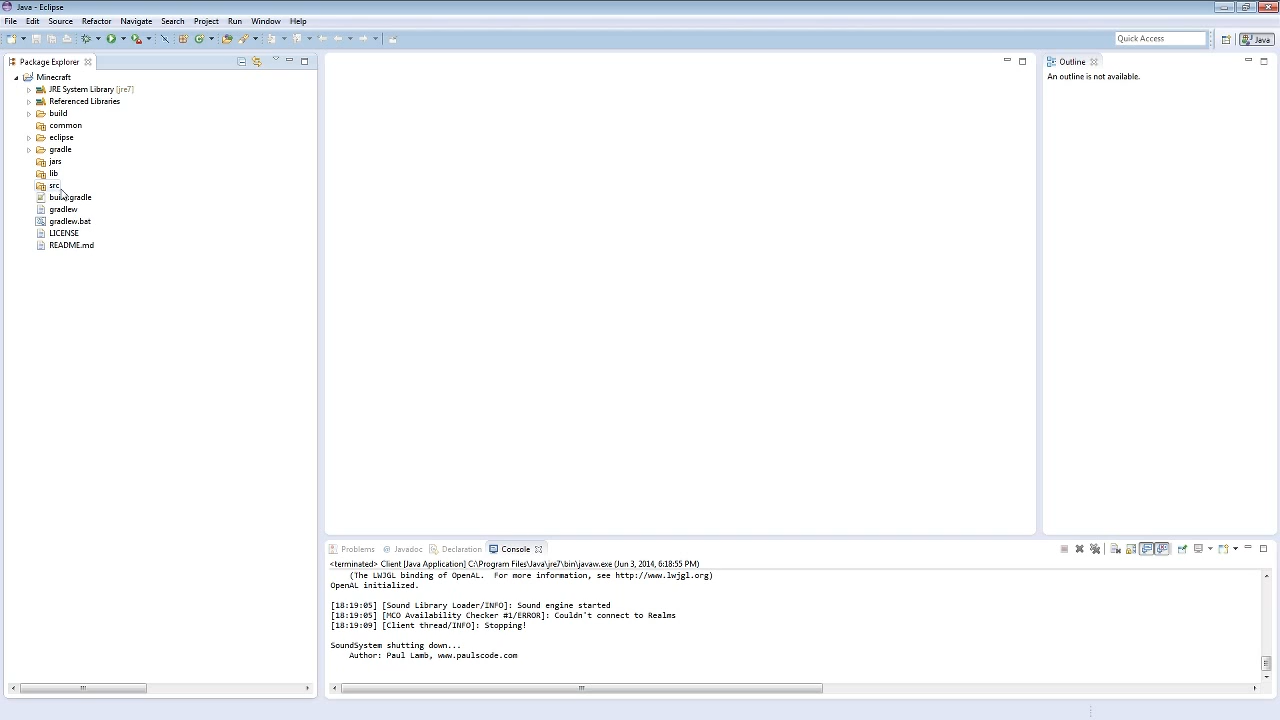 Java - Eclipse
File Edit Source Refactor Navigate Search Project Run Window Help
Quick Access
Java
Package Explorer
Minecraft
JRE System Library [jre7]
Referenced Libraries
build
common
eclipse
gradle
jars
lib
src
build.gradle
gradlew
gradlew.bat
LICENSE
README.md
Outline
An outline is not available.
Problems Javadoc Declaration Console
<terminated> Client [Java Application] C:\Program Files\Java\jre7\bin\javaw.exe (Jun 3, 2014, 6:18:55 PM)
(The LWJGL binding of OpenAL. For more information, see http://www.lwjgl.org)
OpenAL initialized.
[18:19:05] [Sound Library Loader/INFO]: Sound engine started
[18:19:05] [MCO Availability Checker #1/ERROR]: Couldn't connect to Realms
[18:19:09] [Client thread/INFO]: Stopping!
SoundSystem shutting down...
Author: Paul Lamb, www.paulscode.com